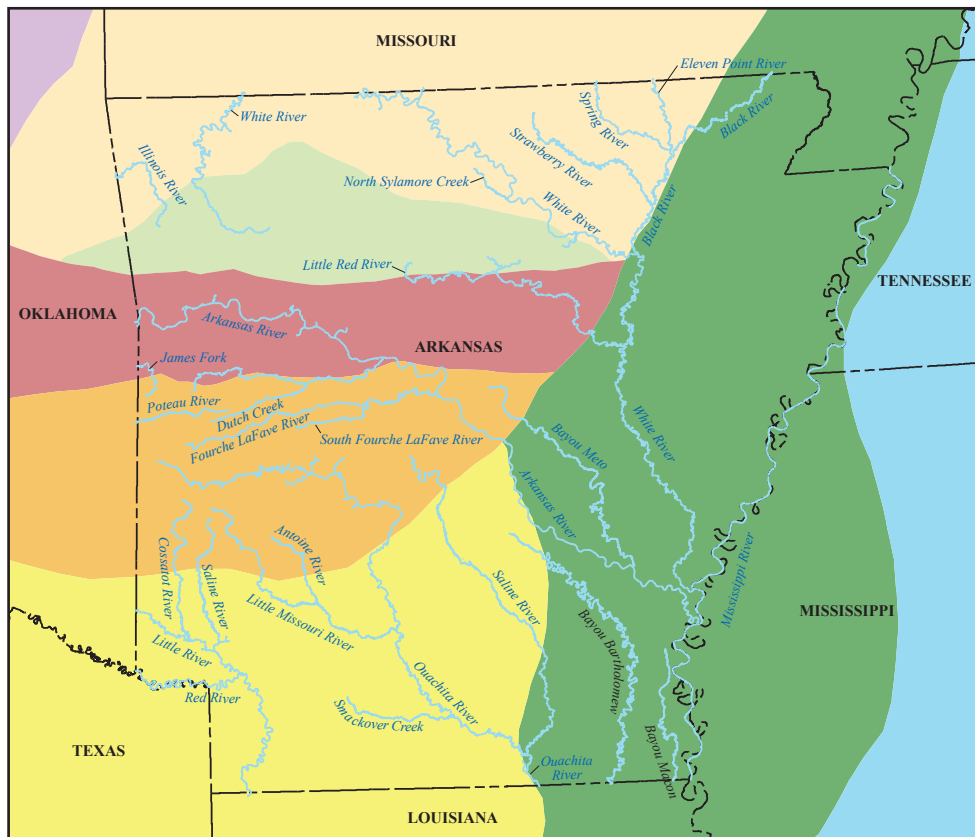 MISSOURI
Eleven Point River
White River
Spring River
Black River
Strawberry River
Illinois River
North Sylamore Creek
White River
Black River
Little Red River
TENNESSEE
OKLAHOMA
Arkansas River
ARKANSAS
James Fork
Poteau River
Dutch Creek
Fourche LaFave River
South Fourche LaFave River
Bayou Meto
White River
Arkansas River
Antoine River
Cossatot River
Saline River
Saline River
Mississippi River
MISSISSIPPI
Little Missouri River
Little River
Bayou Bartholomew
Red River
Ouachita River
Smackover Creek
TEXAS
Bayou Macon
Ouachita
River
LOUISIANA